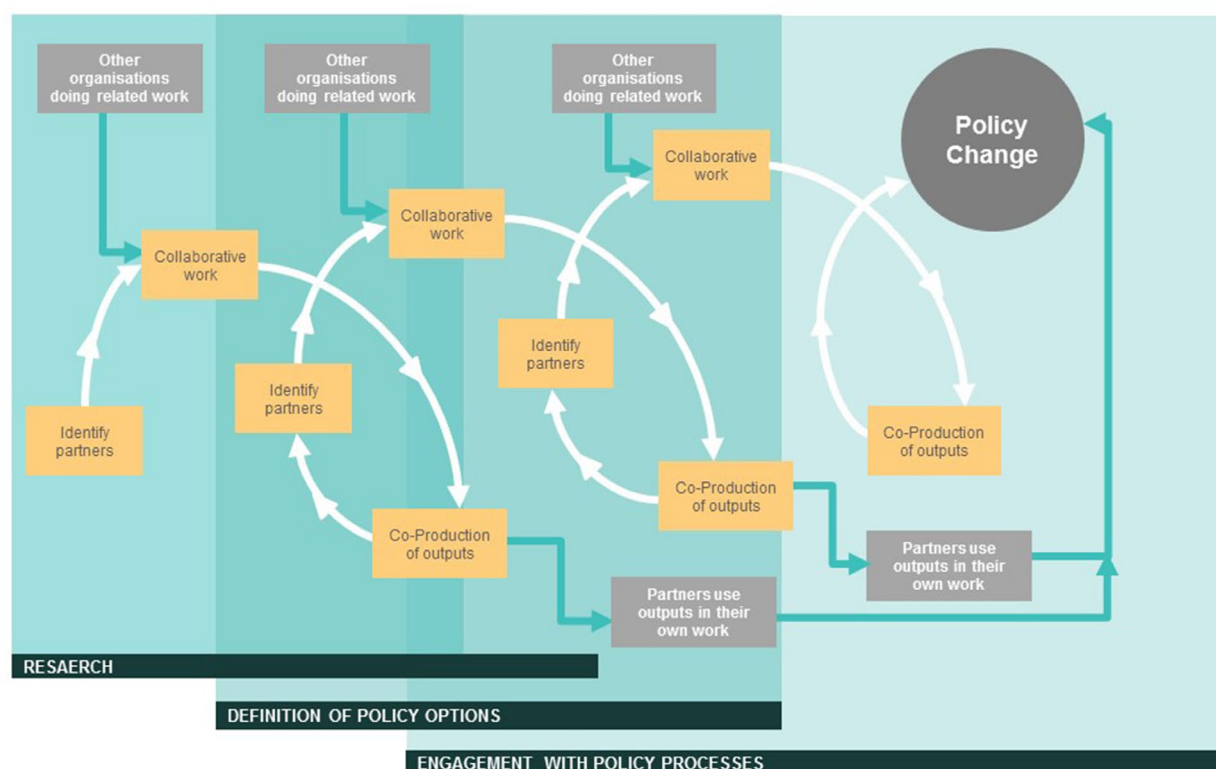 Other
organisations
doing related work
Other
organisations
doing related work
Other
organisations
doing related work
Policy
Change
Collaborative
work
Collaborative
work
Collaborative
work
Identify
partners
Identify
partners
Identify
partners
Co-Production
of outputs
Co-Production
of outputs
Co-Production
of outputs
Partners use
outputs in their
own work
Partners use
outputs in their
own work
RESAERCH
DEFINITION OF POLICY OPTIONS
ENGAGEMENT WITH POLICY PROCESSES